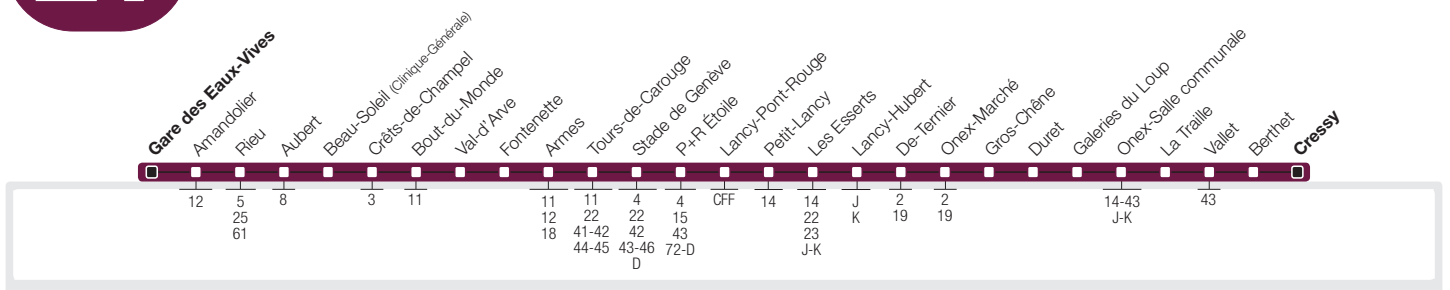 Gare des Eaux-Vives
Amandolier
Rieu
Aubert
Beau-Soleil (Clinique-Générale)
Crêts-de-Champel
Bout-du-Monde
Val-d'Arve
Fontenette
Armes
Tours-de-Carouge
Stade de Genève
P+R Etoile
Lancy-Pont-Rouge
Petit-Lancy
Les Esserts
Lancy-Hubert
De-Ternier
Onex-Marché
Gros-Chêne
Duret
Galeries du Loup
Onex-Salle communale
La Traille
Vallet
Berthet
Cressy
12
5
25
61
8
3
11
11
12
18
11
22
41-42
44-45
4
22
42
43-46
D
4
15
43
72-D
CFF
14
14
22
23
J-K
J
K
2
19
2
19
14-43
J-K
43